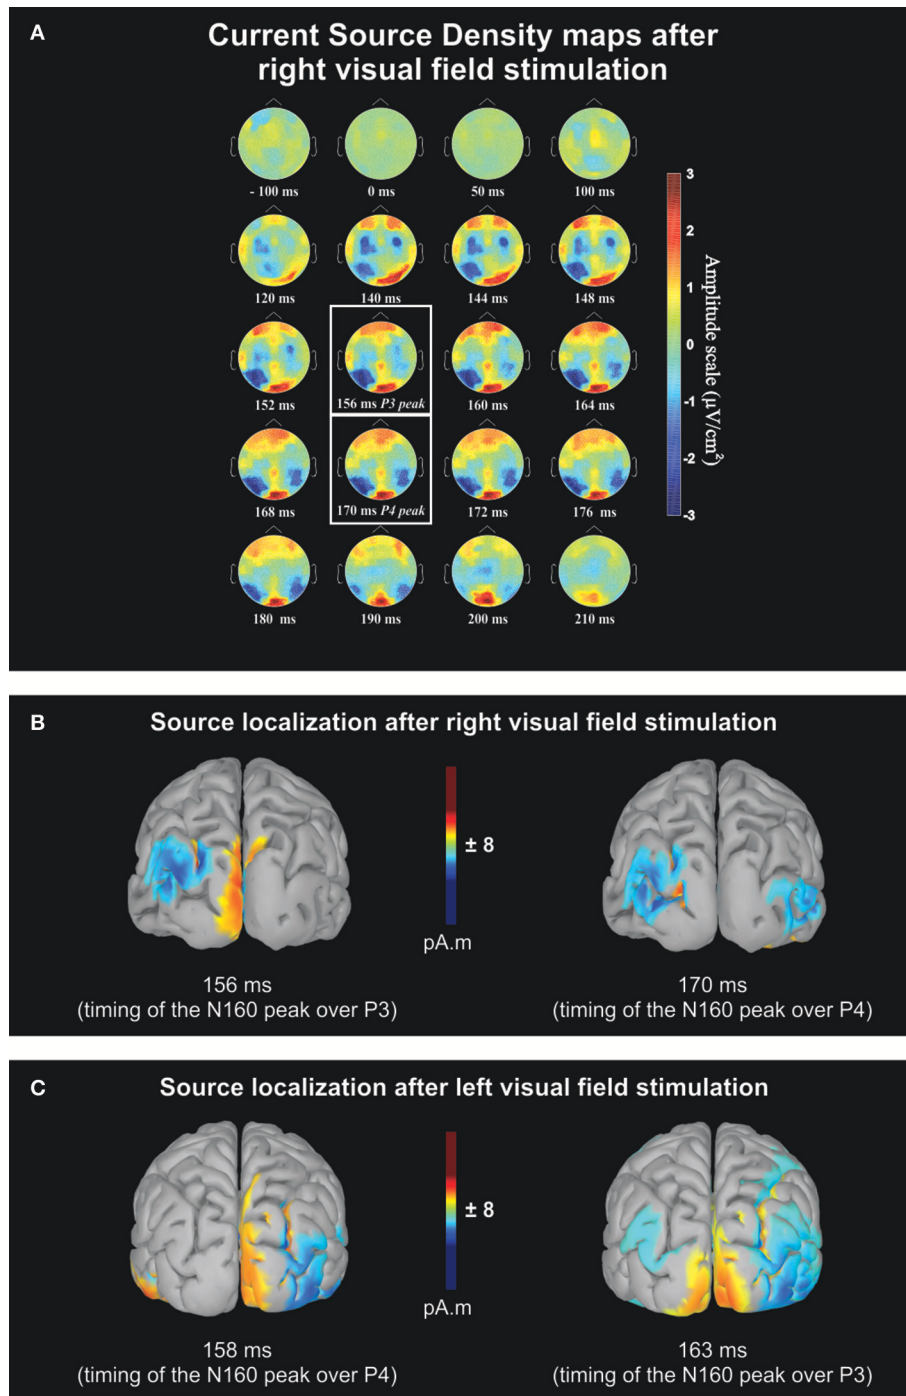 A
Current Source Density maps after
right visual field stimulation
- 100 ms
0 ms
50 ms
100 ms
120 ms
140 ms
144 ms
148 ms
152 ms
156 ms P3 peak
160 ms
164 ms
168 ms
170 ms P4 peak
172 ms
176 ms
180 ms
190 ms
200 ms
210 ms
3
2
1
0
-1
-2
-3
Amplitude scale (µV/cm²)
B
Source localization after right visual field stimulation
± 8
pA.m
156 ms
(timing of the N160 peak over P3)
170 ms
(timing of the N160 peak over P4)
C
Source localization after left visual field stimulation
± 8
pA.m
158 ms
(timing of the N160 peak over P4)
163 ms
(timing of the N160 peak over P3)